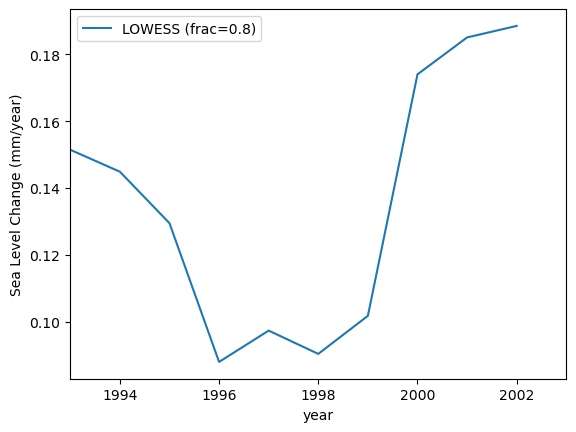 LOWESS (frac=0.8)
Sea Level Change (mm/year)
0.18
0.16
0.14
0.12
0.10
1994 1996 1998 2000 2002
year